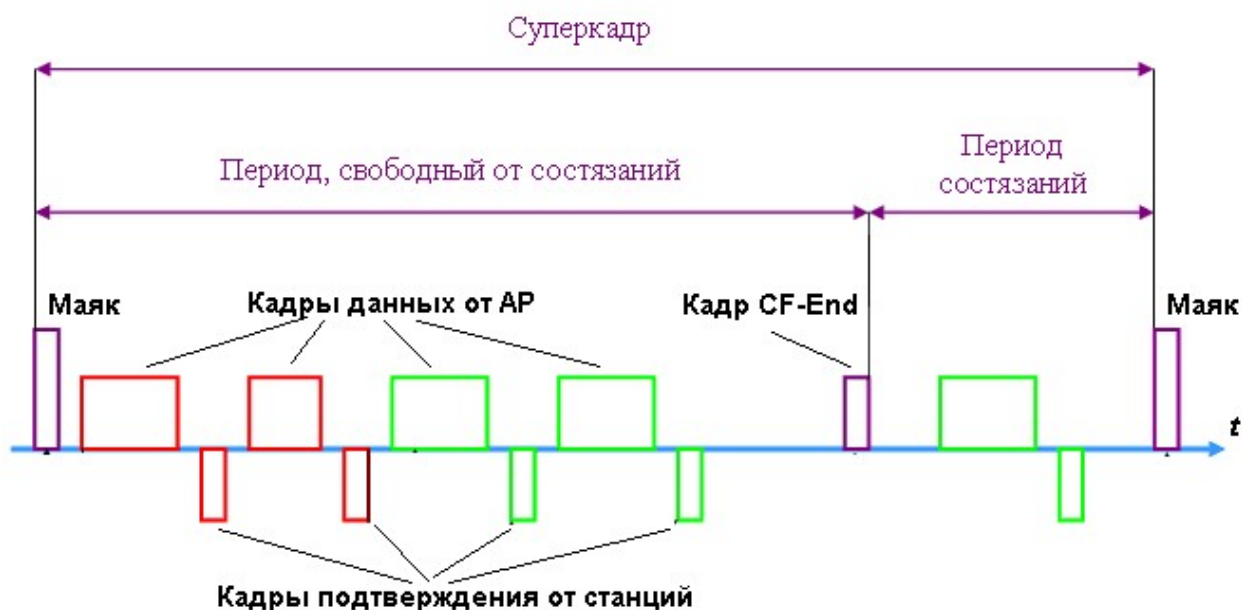 Суперкадр
Период, свободный от состязаний
Период
состязаний
Маяк
Кадры данных от AP
Кадр CF-End
Маяк
t
Кадры подтверждения от станций